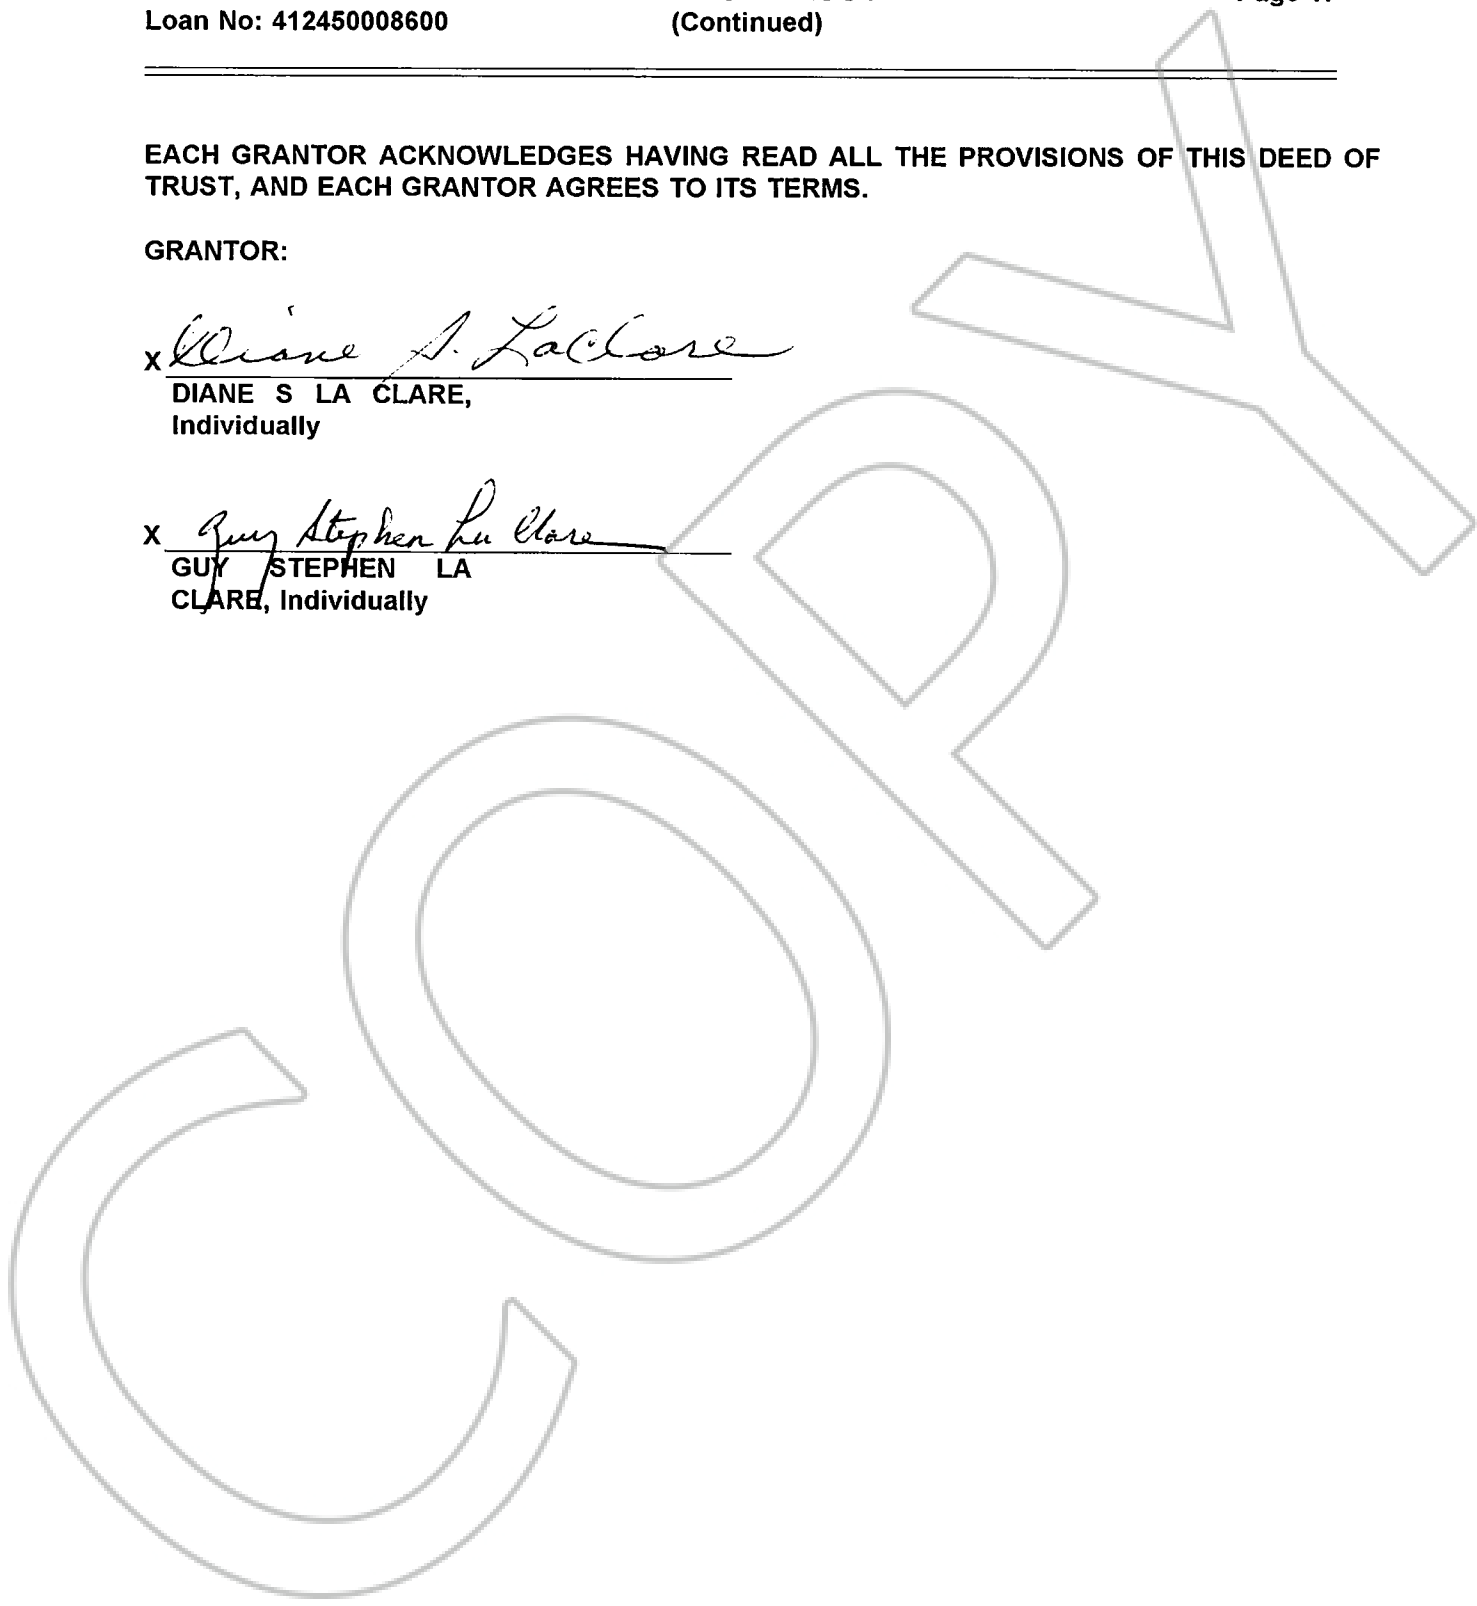 Loan No: 412450008600 (Continued)
EACH GRANTOR ACKNOWLEDGES HAVING READ ALL THE PROVISIONS OF THIS DEED OF
TRUST, AND EACH GRANTOR AGREES TO ITS TERMS.
GRANTOR:
X Diane S. LaClare
DIANE S LA CLARE,
Individually
X Guy Stephen La Clare
GUY STEPHEN LA
CLARE, Individually
COPY